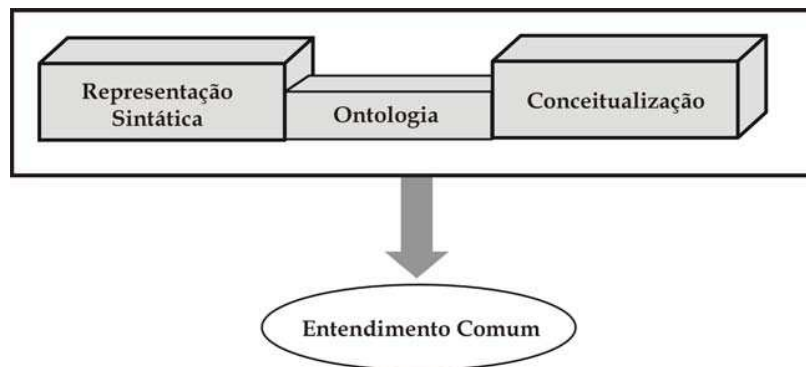 Representação
Sintática
Ontologia
Conceitualização
Entendimento Comum